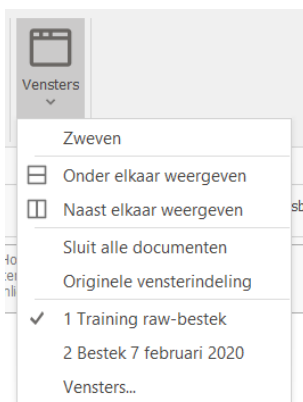 Vensters
Zweven
Onder elkaar weergeven
Naast elkaar weergeven
Sluit alle documenten
Originele vensterindeling
1 Training raw-bestek
2 Bestek 7 februari 2020
Vensters...